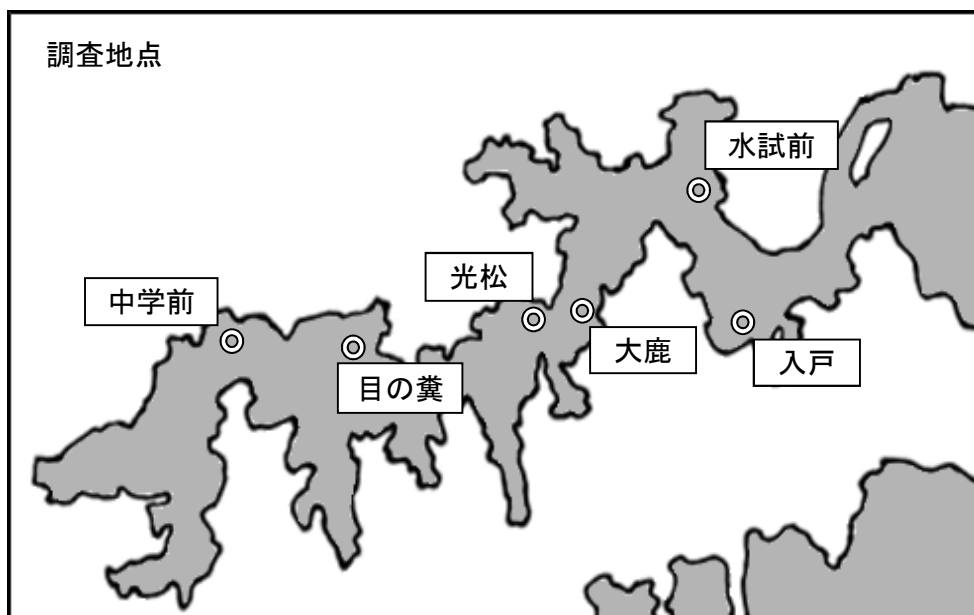 調査地点
水試前
光松
中学前
大鹿
入戸
目の糞